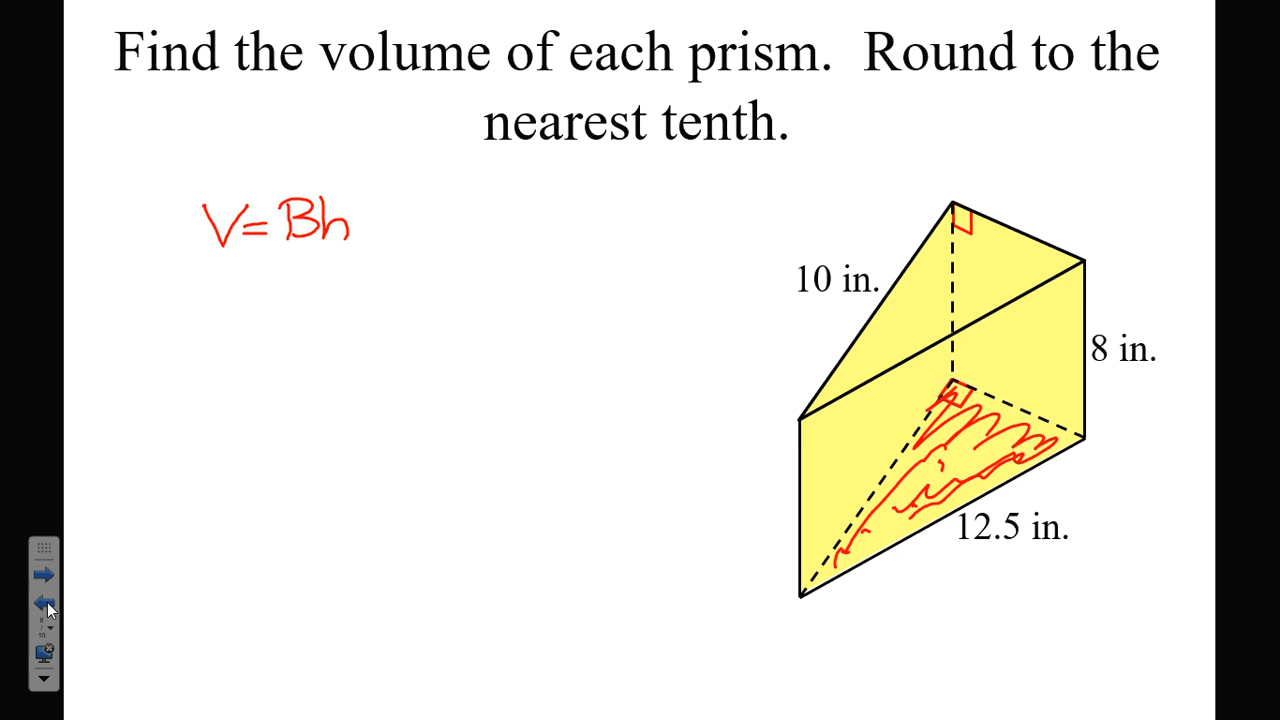 Find the volume of each prism.  Round to the
nearest tenth.
V=Bh
10 in.
8 in.
12.5 in.